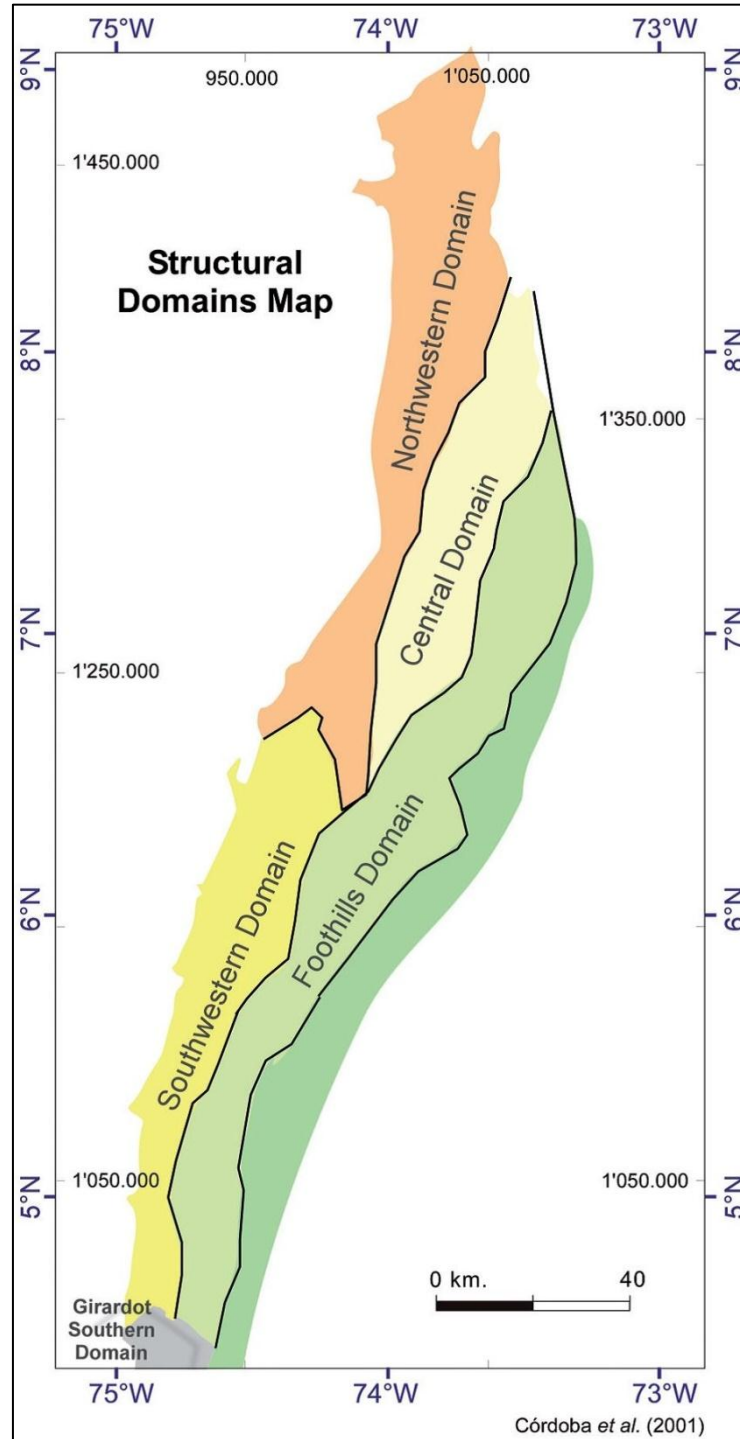 75°W 74°W 73°W
9°N 9°N
950.000 1'050.000
1'450.000
Structural
Domains Map
Northwestern Domain
8°N 8°N
1'350.000
Central Domain
7°N 7°N
1'250.000
Foothills Domain
Southwestern Domain
6°N 6°N
1'050.000 1'050.000
5°N 5°N
0 km. 40
Girardot
Southern
Domain
75°W 74°W 73°W
Córdoba et al. (2001)